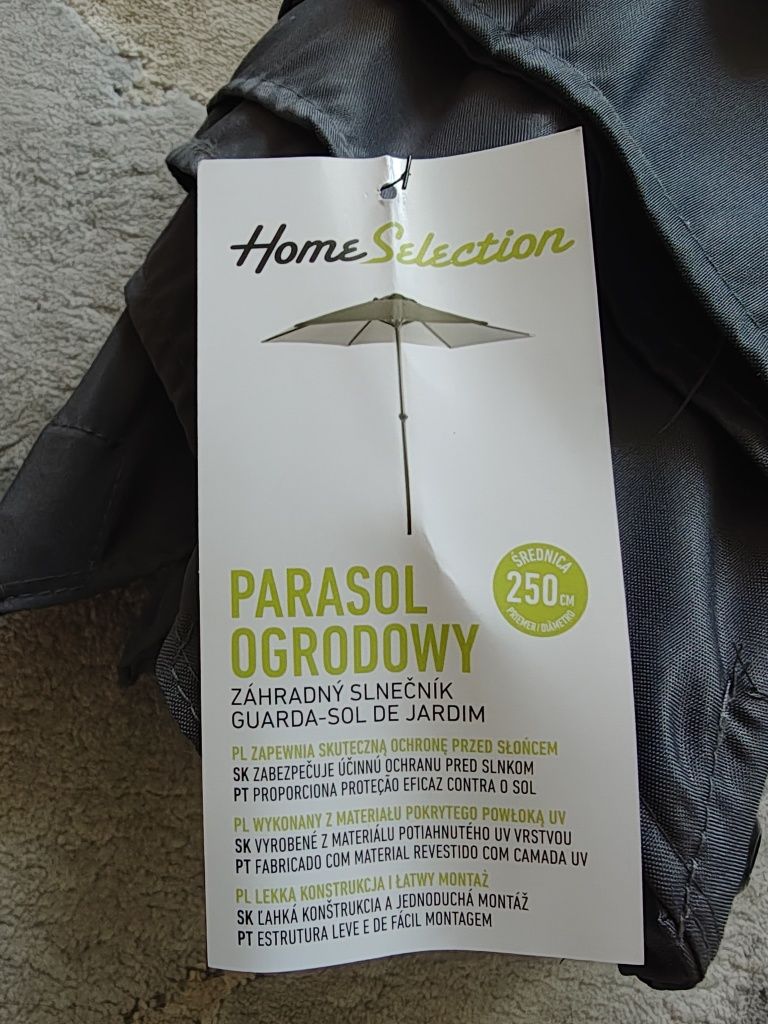 Home Selection
ŚREDNICA
250 CM
PRIEMER / DIÂMETRO
PARASOL
OGRODOWY
ZÁHRADNÝ SLNEČNÍK
GUARDA-SOL DE JARDIM
PL ZAPEWNIA SKUTECZNĄ OCHRONĘ PRZED SŁOŃCEM
SK ZABEZPEČUJE ÚČINNÚ OCHRANU PRED SLNKOM
PT PROPORCIONA PROTEÇÃO EFICAZ CONTRA O SOL
PL WYKONANY Z MATERIAŁU POKRYTEGO POWŁOKĄ UV
SK VYROBENÉ Z MATERIÁLU POTIAHNUTÉHO UV VRSTVOU
PT FABRICADO COM MATERIAL REVESTIDO COM CAMADA UV
PL LEKKA KONSTRUKCJA I ŁATWY MONTAŻ
SK ĽAHKÁ KONŠTRUKCIA A JEDNODUCHÁ MONTÁŽ
PT ESTRUTURA LEVE E DE FÁCIL MONTAGEM